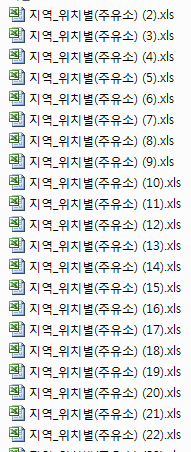 지역_위치별(주유소) (2).xls
지역_위치별(주유소) (3).xls
지역_위치별(주유소) (4).xls
지역_위치별(주유소) (5).xls
지역_위치별(주유소) (6).xls
지역_위치별(주유소) (7).xls
지역_위치별(주유소) (8).xls
지역_위치별(주유소) (9).xls
지역_위치별(주유소) (10).xls
지역_위치별(주유소) (11).xls
지역_위치별(주유소) (12).xls
지역_위치별(주유소) (13).xls
지역_위치별(주유소) (14).xls
지역_위치별(주유소) (15).xls
지역_위치별(주유소) (16).xls
지역_위치별(주유소) (17).xls
지역_위치별(주유소) (18).xls
지역_위치별(주유소) (19).xls
지역_위치별(주유소) (20).xls
지역_위치별(주유소) (21).xls
지역_위치별(주유소) (22).xls